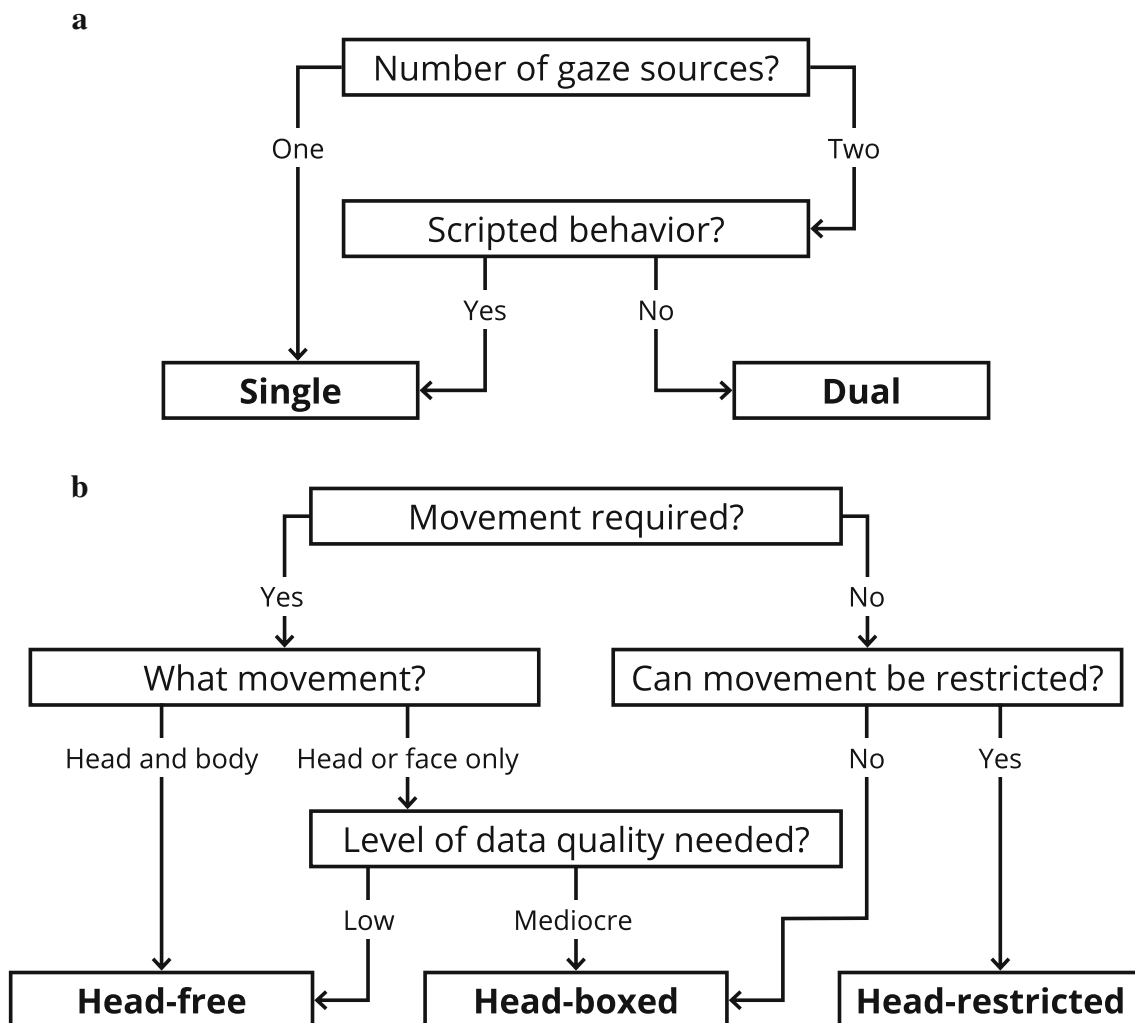 a
Number of gaze sources?
One
Two
Scripted behavior?
Yes
No
Single
Dual
b
Movement required?
Yes
No
What movement?
Can movement be restricted?
Head and body
Head or face only
No
Yes
Level of data quality needed?
Low
Mediocre
Head-free
Head-boxed
Head-restricted